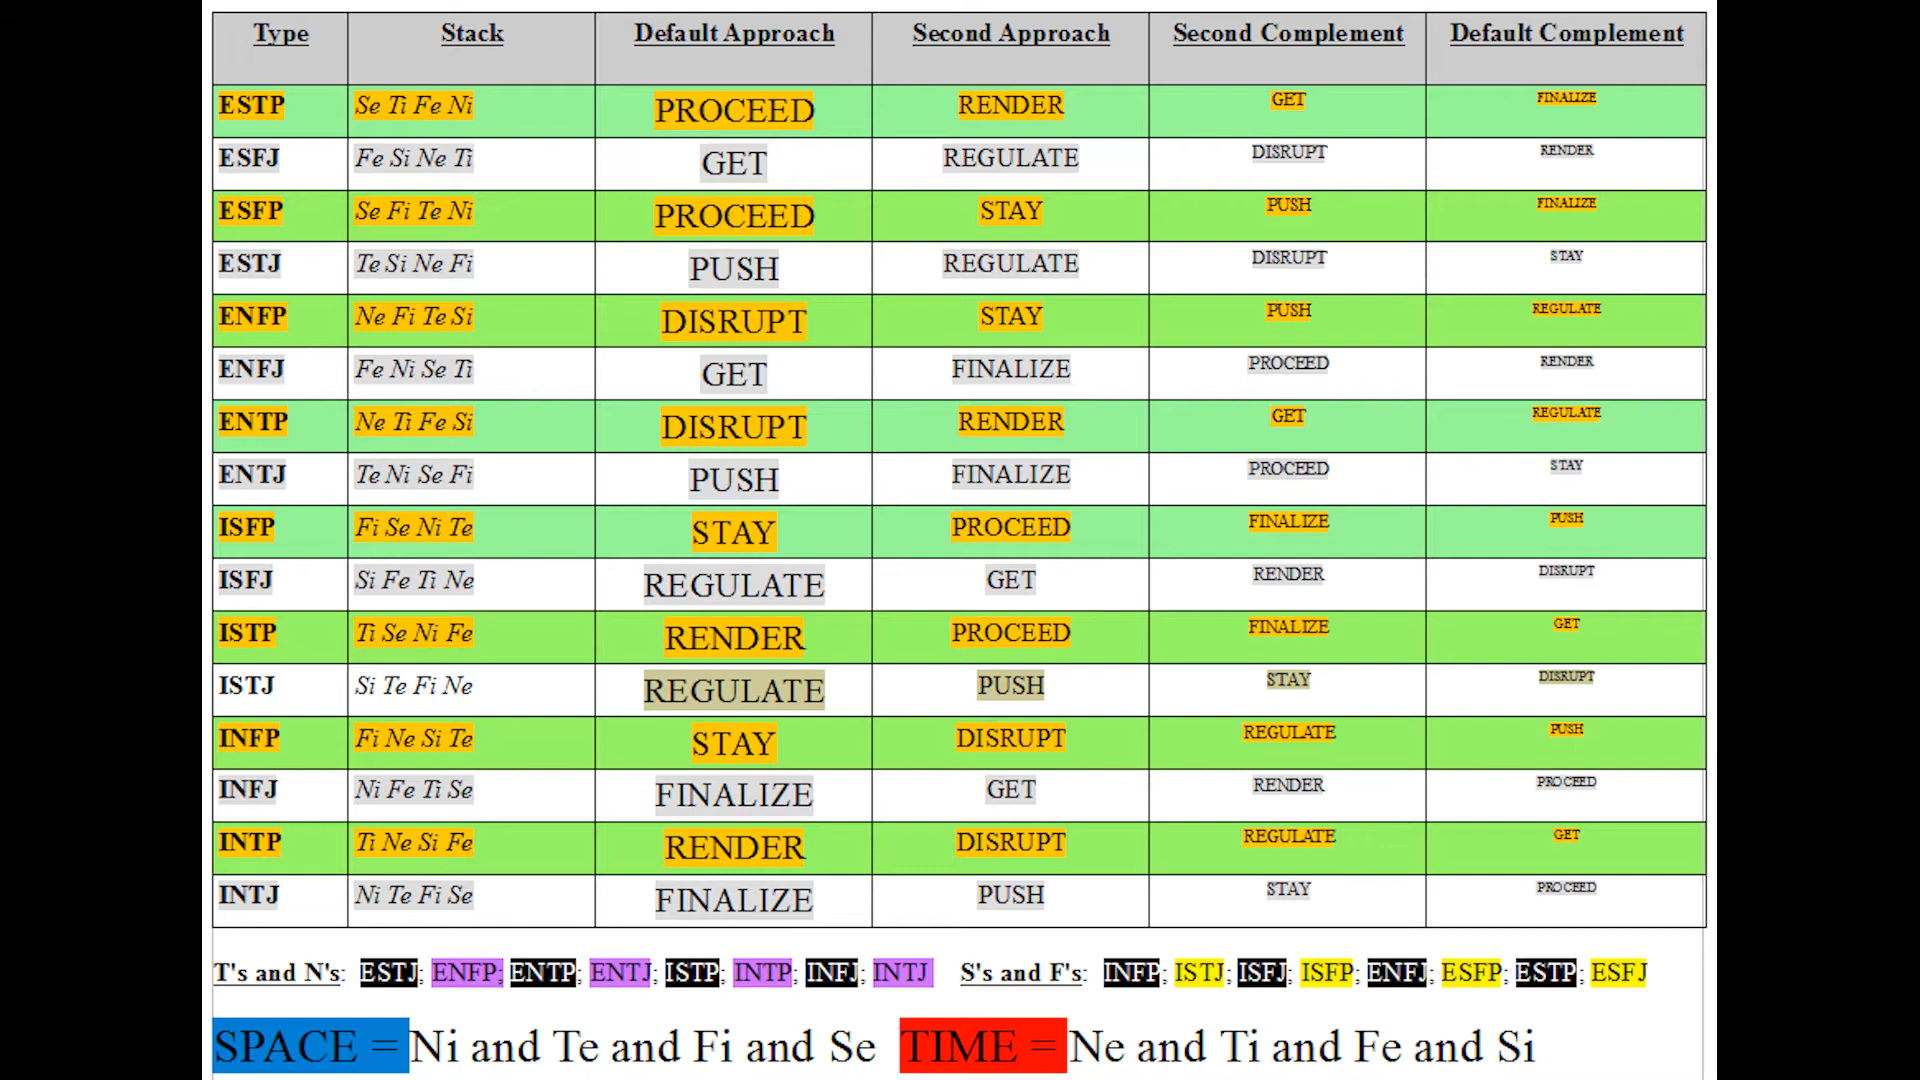 Type Stack Default Approach Second Approach Second Complement Default Complement
ESTP Se Ti Fe Ni PROCEED RENDER GET FINALIZE
ESFJ Fe Si Ne Ti GET REGULATE DISRUPT RENDER
ESFP Se Fi Te Ni PROCEED STAY PUSH FINALIZE
ESTJ Te Si Ne Fi PUSH REGULATE DISRUPT STAY
ENFP Ne Fi Te Si DISRUPT STAY PUSH REGULATE
ENFJ Fe Ni Se Ti GET FINALIZE PROCEED RENDER
ENTP Ne Ti Fe Si DISRUPT RENDER GET REGULATE
ENTJ Te Ni Se Fi PUSH FINALIZE PROCEED STAY
ISFP Fi Se Ni Te STAY PROCEED FINALIZE PUSH
ISFJ Si Fe Ti Ne REGULATE GET RENDER DISRUPT
ISTP Ti Se Ni Fe RENDER PROCEED FINALIZE GET
ISTJ Si Te Fi Ne REGULATE PUSH STAY DISRUPT
INFP Fi Ne Si Te STAY DISRUPT REGULATE PUSH
INFJ Ni Fe Ti Se FINALIZE GET RENDER PROCEED
INTP Ti Ne Si Fe RENDER DISRUPT REGULATE GET
INTJ Ni Te Fi Se FINALIZE PUSH STAY PROCEED
T's and N's: ESTJ; ENFP; ENTP; ENTJ; ISTP; INTP; INFJ; INTJ S's and F's: INFP; ISTJ; ISFJ; ISFP; ENFJ; ESFP; ESTP; ESFJ
SPACE = Ni and Te and Fi and Se TIME = Ne and Ti and Fe and Si